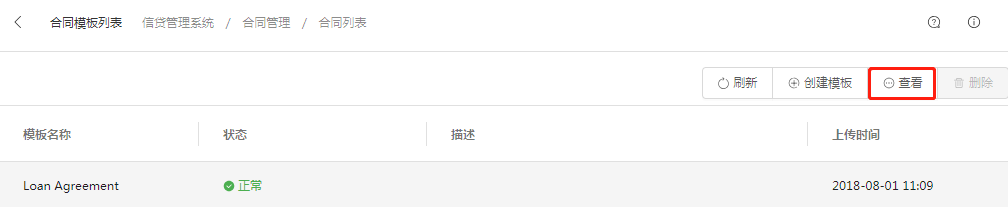 合同模板列表 信贷管理系统 / 合同管理 / 合同列表
刷新 创建模板 查看 删除
模板名称 状态 描述 上传时间
Loan Agreement 正常 2018-08-01 11:09